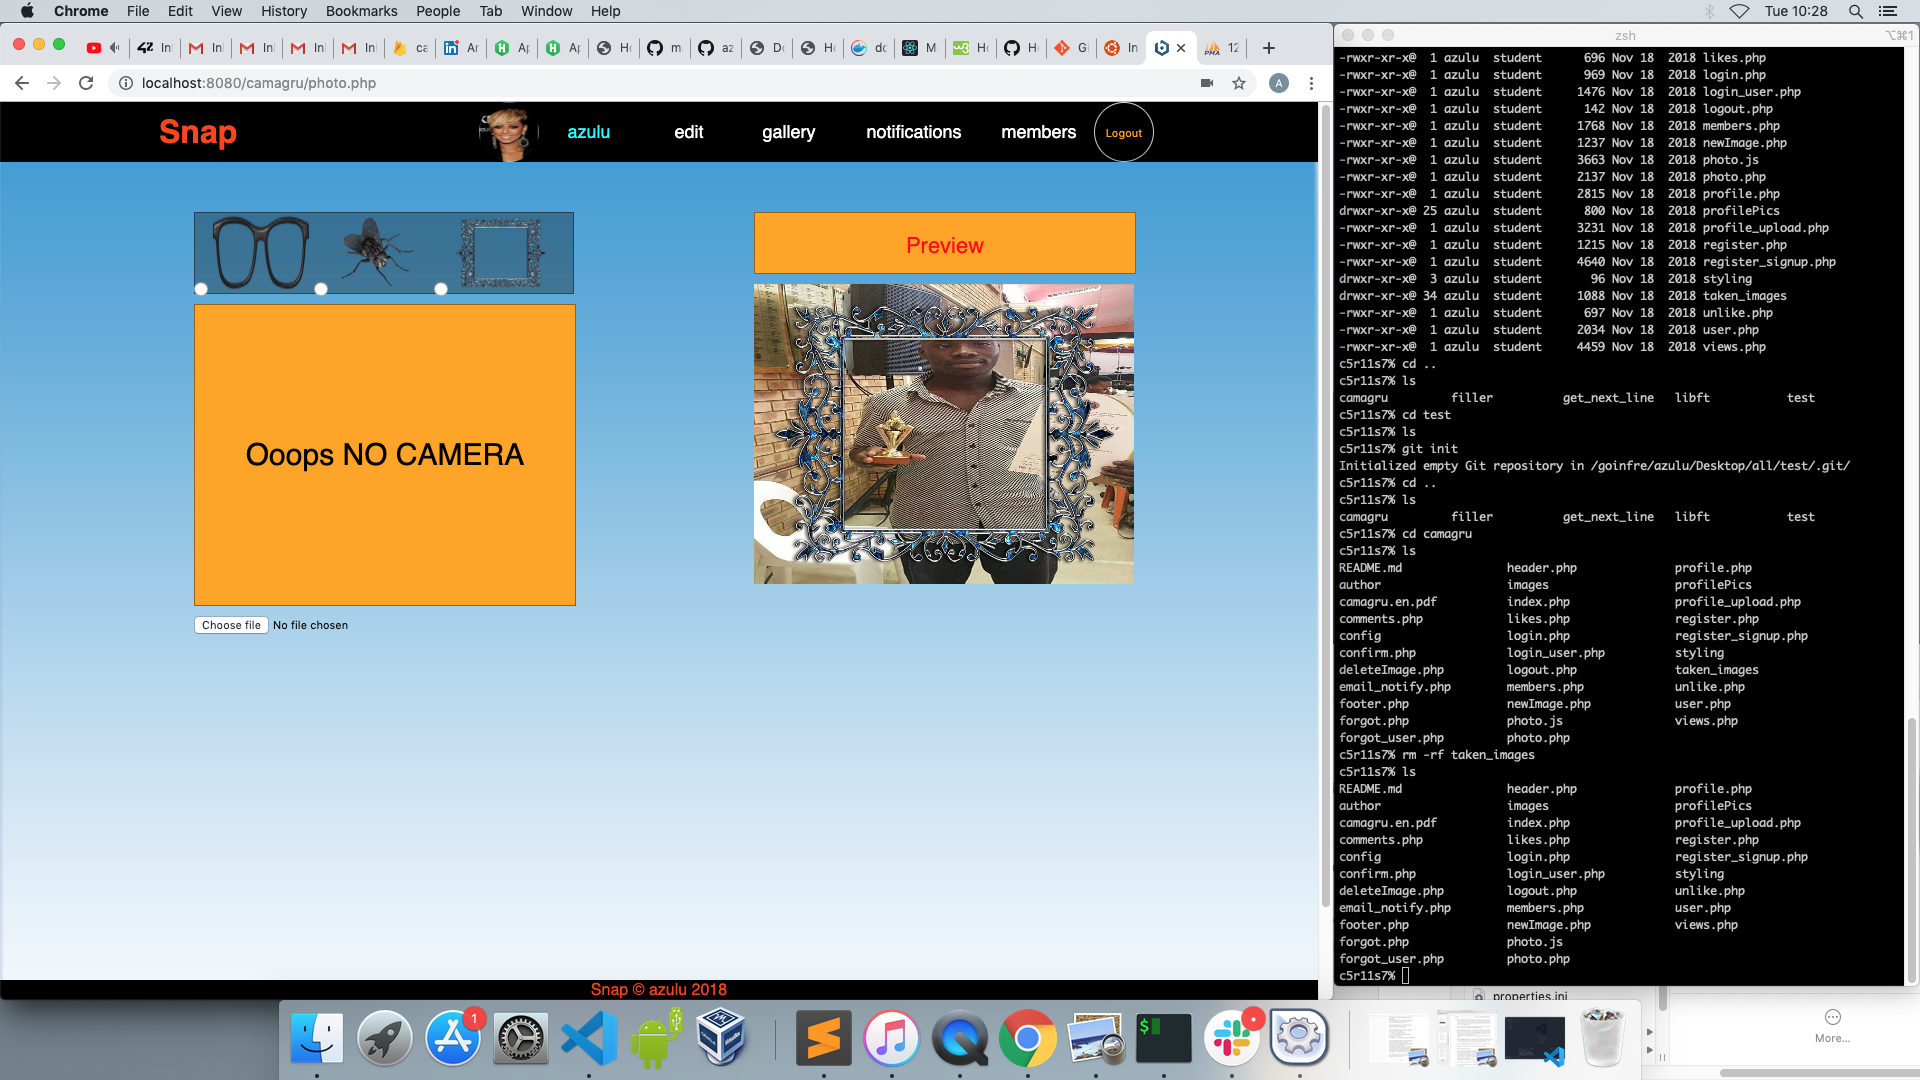 Chrome File Edit View History Bookmarks People Tab Window Help Tue 10:28
localhost:8080/camagru/photo.php
A
Snap azulu edit gallery notifications members Logout
Preview
Ooops NO CAMERA
Choose file No file chosen
Snap © azulu 2018
zsh
-rwxr-xr-x@ 1 azulu student 696 Nov 18 2018 likes.php
-rwxr-xr-x@ 1 azulu student 969 Nov 18 2018 login.php
-rwxr-xr-x@ 1 azulu student 1476 Nov 18 2018 login_user.php
-rwxr-xr-x@ 1 azulu student 142 Nov 18 2018 logout.php
-rwxr-xr-x@ 1 azulu student 1768 Nov 18 2018 members.php
-rwxr-xr-x@ 1 azulu student 1237 Nov 18 2018 newImage.php
-rwxr-xr-x@ 1 azulu student 3663 Nov 18 2018 photo.js
-rwxr-xr-x@ 1 azulu student 2137 Nov 18 2018 photo.php
-rwxr-xr-x@ 1 azulu student 2815 Nov 18 2018 profile.php
drwxr-xr-x@ 25 azulu student 800 Nov 18 2018 profilePics
-rwxr-xr-x@ 1 azulu student 3231 Nov 18 2018 profile_upload.php
-rwxr-xr-x@ 1 azulu student 1215 Nov 18 2018 register.php
-rwxr-xr-x@ 1 azulu student 4640 Nov 18 2018 register_signup.php
drwxr-xr-x@ 3 azulu student 96 Nov 18 2018 styling
drwxr-xr-x@ 34 azulu student 1088 Nov 18 2018 taken_images
-rwxr-xr-x@ 1 azulu student 697 Nov 18 2018 unlike.php
-rwxr-xr-x@ 1 azulu student 2034 Nov 18 2018 user.php
-rwxr-xr-x@ 1 azulu student 4459 Nov 18 2018 views.php
c5r11s7% cd ..
c5r11s7% ls
camagru filler get_next_line libft test
c5r11s7% cd test
c5r11s7% ls
c5r11s7% git init
Initialized empty Git repository in /goinfre/azulu/Desktop/all/test/.git/
c5r11s7% cd ..
c5r11s7% ls
camagru filler get_next_line libft test
c5r11s7% cd camagru
c5r11s7% ls
README.md header.php profile.php
author images profilePics
camagru.en.pdf index.php profile_upload.php
comments.php likes.php register.php
config login.php register_signup.php
confirm.php login_user.php styling
deleteImage.php logout.php taken_images
email_notify.php members.php unlike.php
footer.php newImage.php user.php
forgot.php photo.js views.php
forgot_user.php photo.php
c5r11s7% rm -rf taken_images
c5r11s7% ls
README.md header.php profile.php
author images profilePics
camagru.en.pdf index.php profile_upload.php
comments.php likes.php register.php
config login.php register_signup.php
confirm.php login_user.php styling
deleteImage.php logout.php unlike.php
email_notify.php members.php user.php
footer.php newImage.php views.php
forgot.php photo.js
forgot_user.php photo.php
c5r11s7%
properties.ini
More...
1